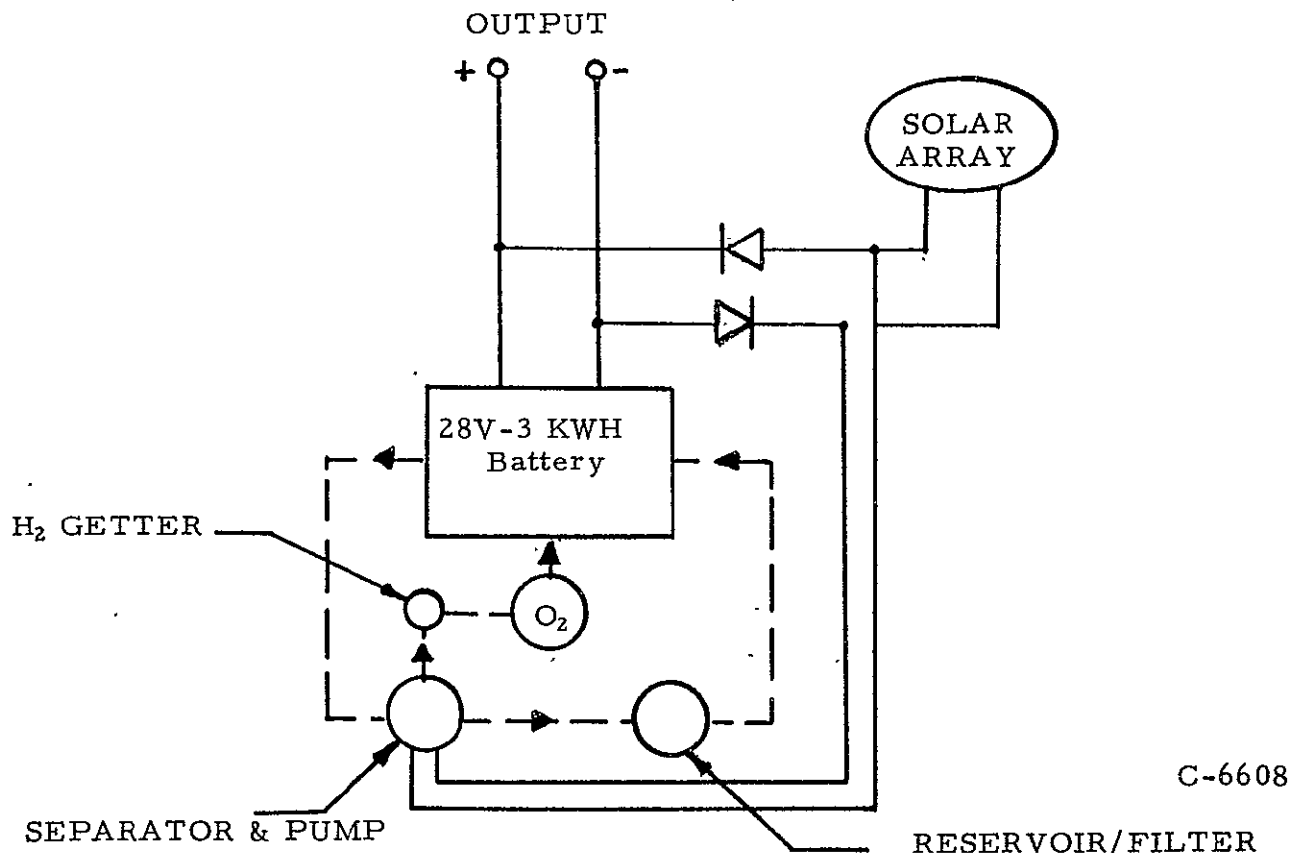 OUTPUT
+ -
SOLAR
ARRAY
28V-3 KWH
Battery
H₂ GETTER
O₂
C-6608
SEPARATOR & PUMP
RESERVOIR/FILTER